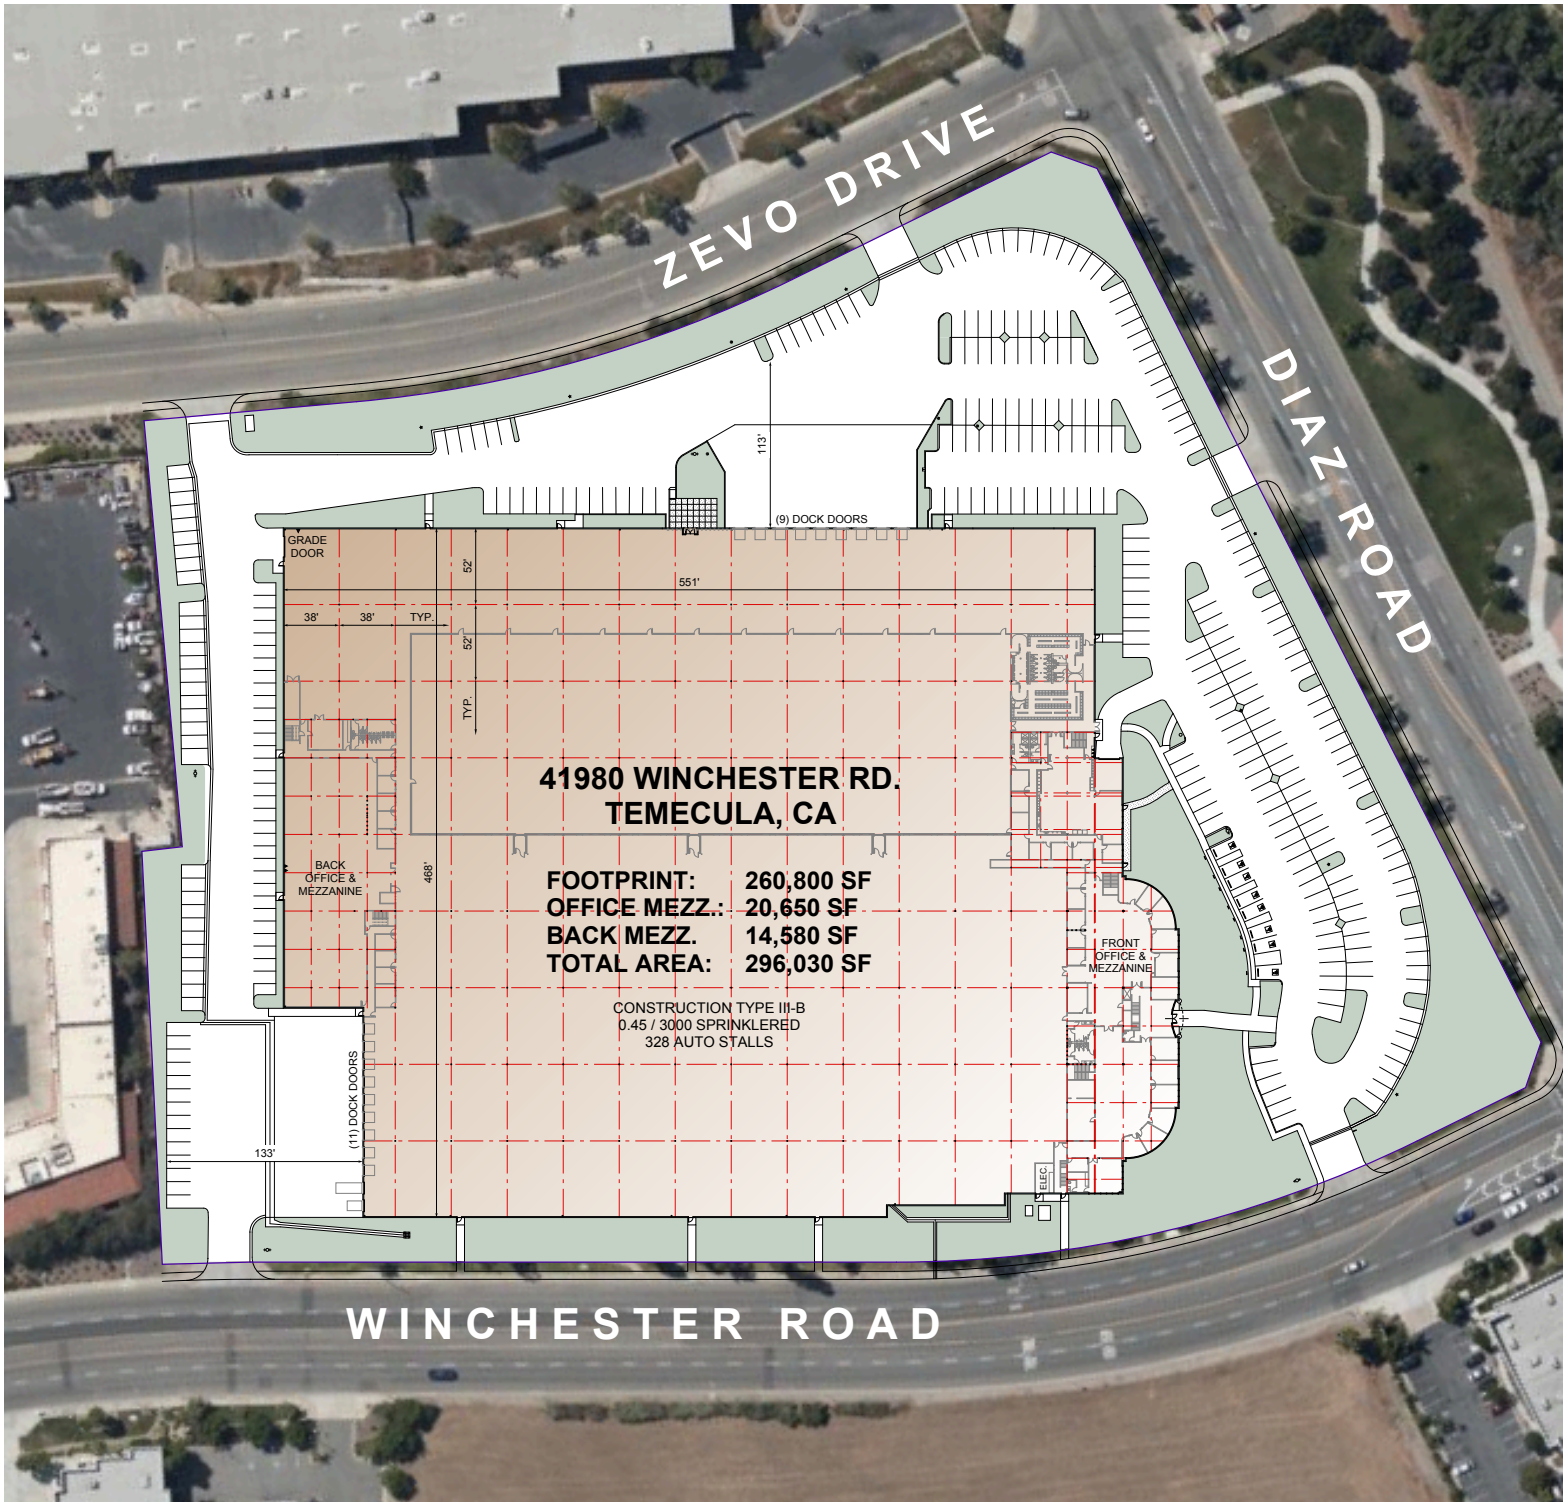 ZEVO DRIVE
DIAZ ROAD
113'
(9) DOCK DOORS
GRADE
DOOR
52'
551'
38'
38'
TYP.
52'
TYP.
41980 WINCHESTER RD.
TEMECULA, CA
468'
BACK
OFFICE &
MEZZANINE
FOOTPRINT: 260,800 SF
OFFICE MEZZ.: 20,650 SF
BACK MEZZ. 14,580 SF
TOTAL AREA: 296,030 SF
FRONT
OFFICE &
MEZZANINE
CONSTRUCTION TYPE III-B
0.45 / 3000 SPRINKLERED
328 AUTO STALLS
(11) DOCK DOORS
133'
ELEC.
WINCHESTER ROAD